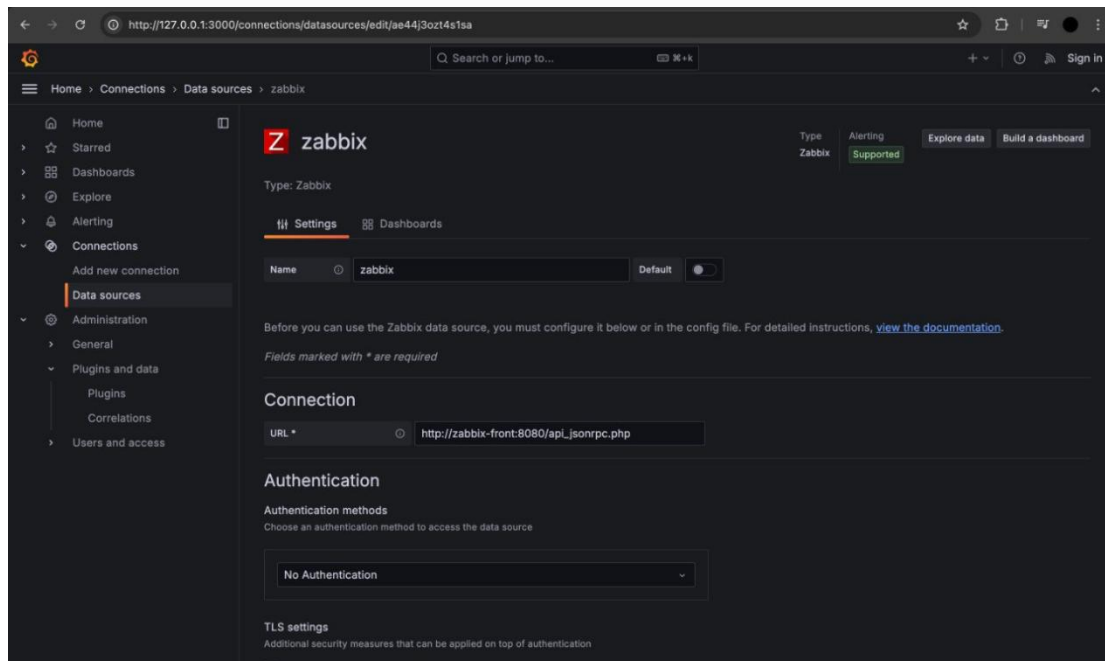 http://127.0.0.1:3000/connections/datasources/edit/ae44j3ozt4s1sa
Search or jump to... ⌘+k
Sign in
Home > Connections > Data sources > zabbix
Home
Starred
Dashboards
Explore
Alerting
Connections
Add new connection
Data sources
Administration
General
Plugins and data
Plugins
Correlations
Users and access
Z zabbix
Type
Zabbix
Alerting
Supported
Explore data
Build a dashboard
Type: Zabbix
Settings Dashboards
Name zabbix Default
Before you can use the Zabbix data source, you must configure it below or in the config file. For detailed instructions, view the documentation.
Fields marked with * are required
Connection
URL * http://zabbix-front:8080/api_jsonrpc.php
Authentication
Authentication methods
Choose an authentication method to access the data source
No Authentication
TLS settings
Additional security measures that can be applied on top of authentication